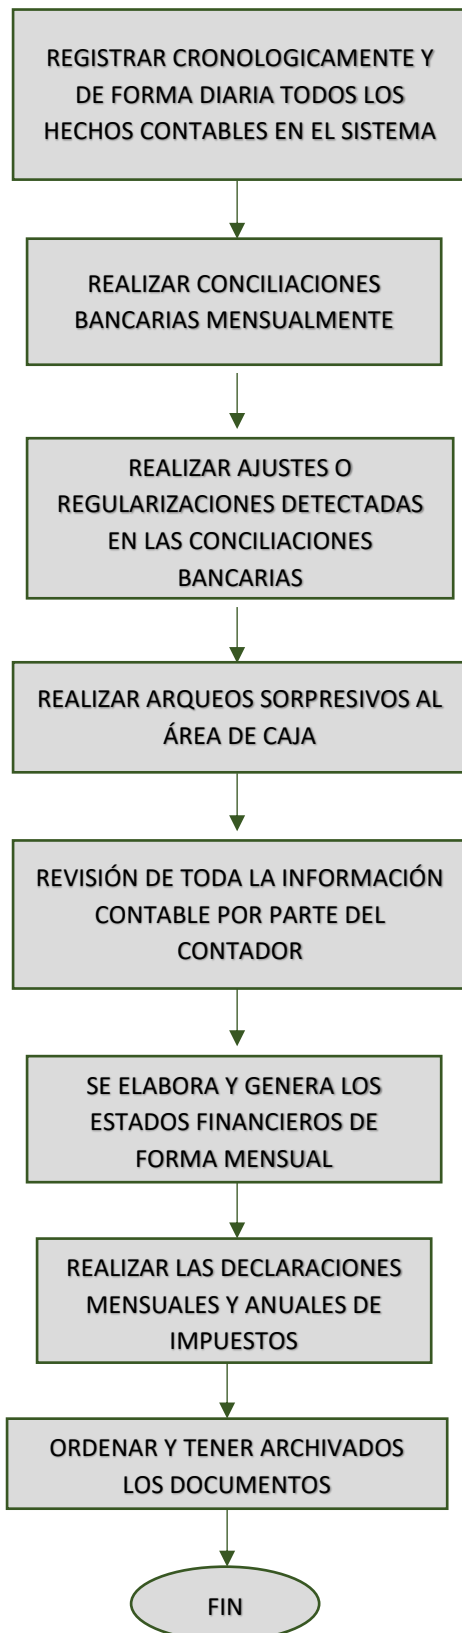 REGISTRAR CRONOLOGICAMENTE Y
DE FORMA DIARIA TODOS LOS
HECHOS CONTABLES EN EL SISTEMA
REALIZAR CONCILIACIONES
BANCARIAS MENSUALMENTE
REALIZAR AJUSTES O
REGULARIZACIONES DETECTADAS
EN LAS CONCILIACIONES
BANCARIAS
REALIZAR ARQUEOS SORPRESIVOS AL
ÁREA DE CAJA
REVISIÓN DE TODA LA INFORMACIÓN
CONTABLE POR PARTE DEL
CONTADOR
SE ELABORA Y GENERA LOS
ESTADOS FINANCIEROS DE
FORMA MENSUAL
REALIZAR LAS DECLARACIONES
MENSUALES Y ANUALES DE
IMPUESTOS
ORDENAR Y TENER ARCHIVADOS
LOS DOCUMENTOS
FIN